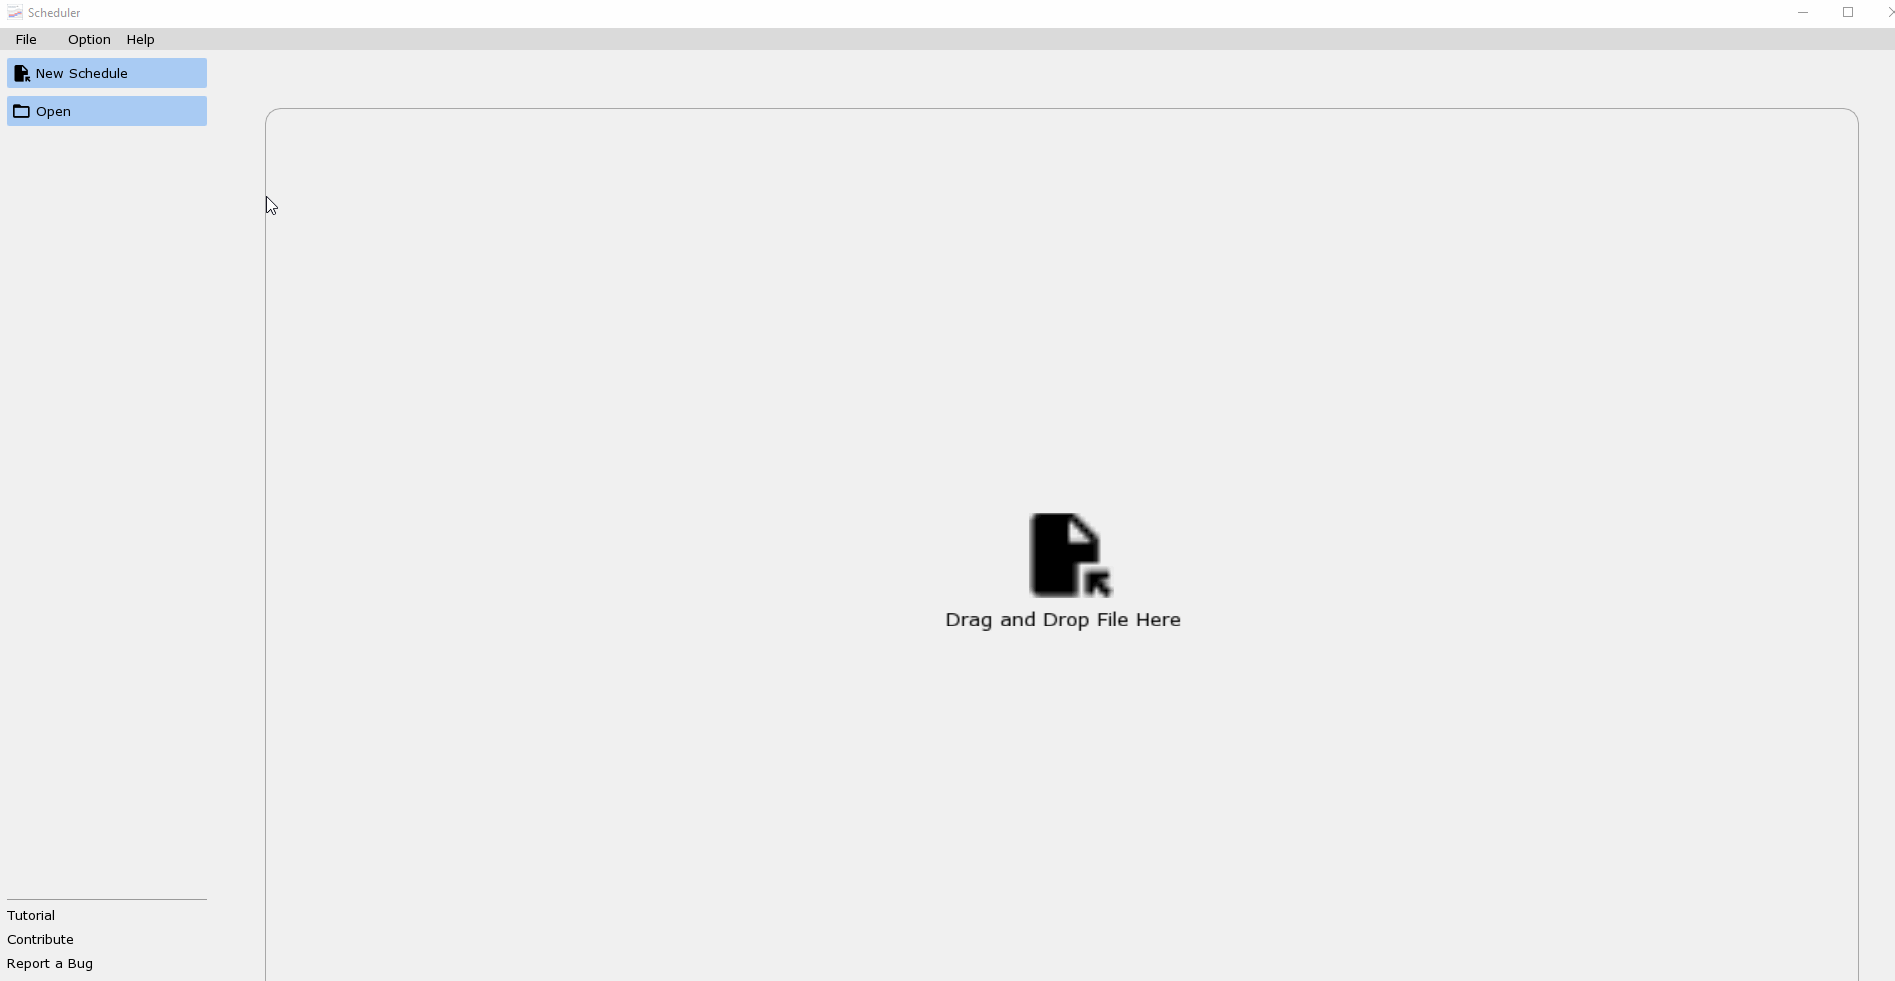 Scheduler
File Option Help
New Schedule
Open
Drag and Drop File Here
Tutorial
Contribute
Report a Bug